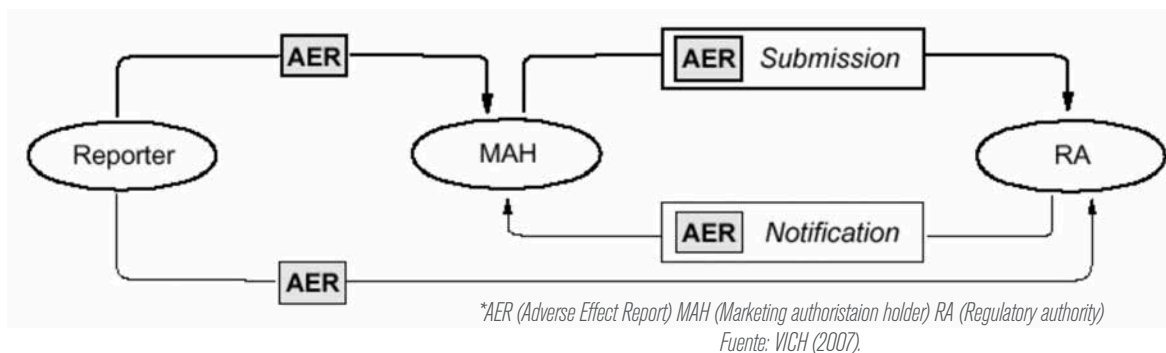 AER
AER Submission
Reporter
MAH
RA
AER Notification
AER
*AER (Adverse Effect Report) MAH (Marketing authoristaion holder) RA (Regulatory authority)
Fuente: VICH (2007).